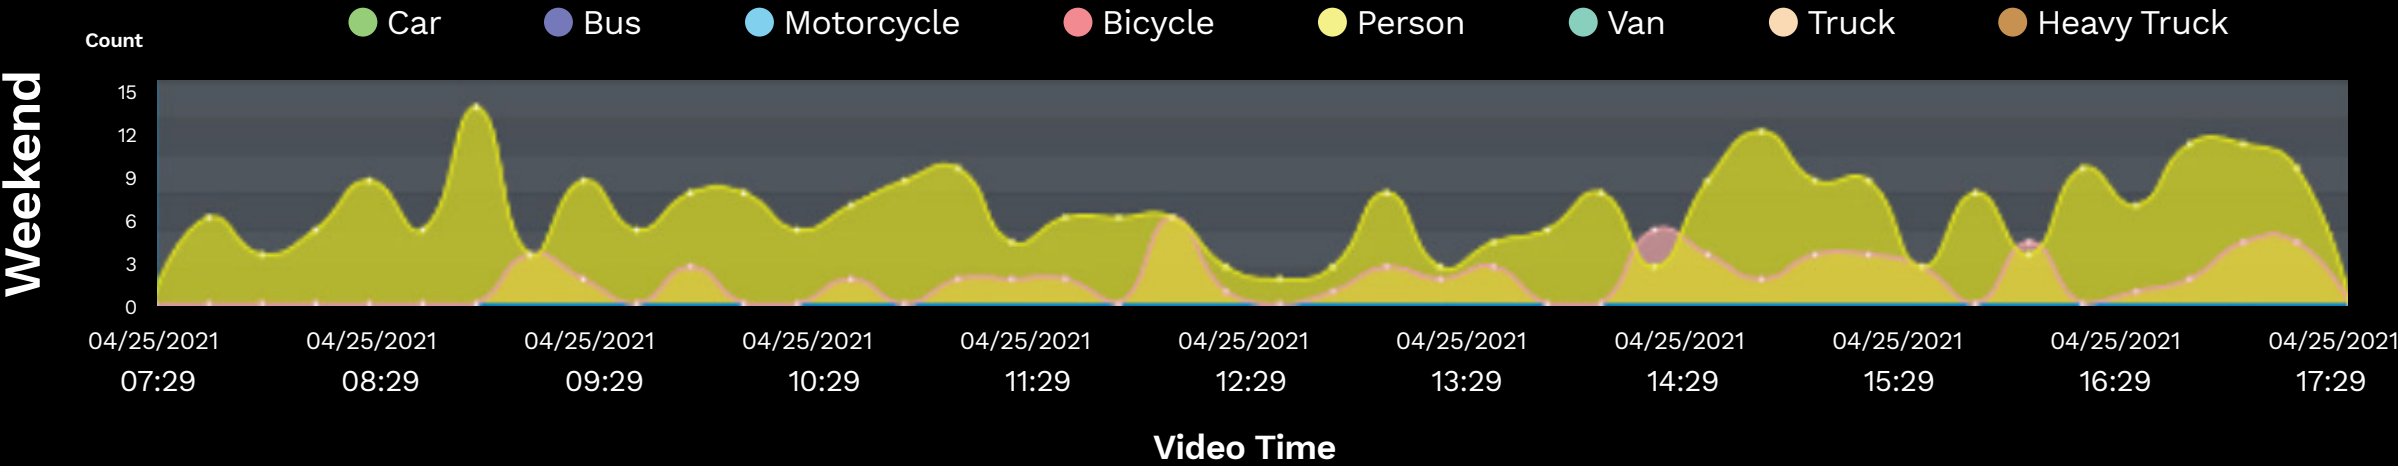 Car Bus Motorcycle Bicycle Person Van Truck Heavy Truck
Count
Weekend
15
12
9
6
3
0
04/25/2021 04/25/2021 04/25/2021 04/25/2021 04/25/2021 04/25/2021 04/25/2021 04/25/2021 04/25/2021 04/25/2021 04/25/2021
07:29 08:29 09:29 10:29 11:29 12:29 13:29 14:29 15:29 16:29 17:29
Video Time